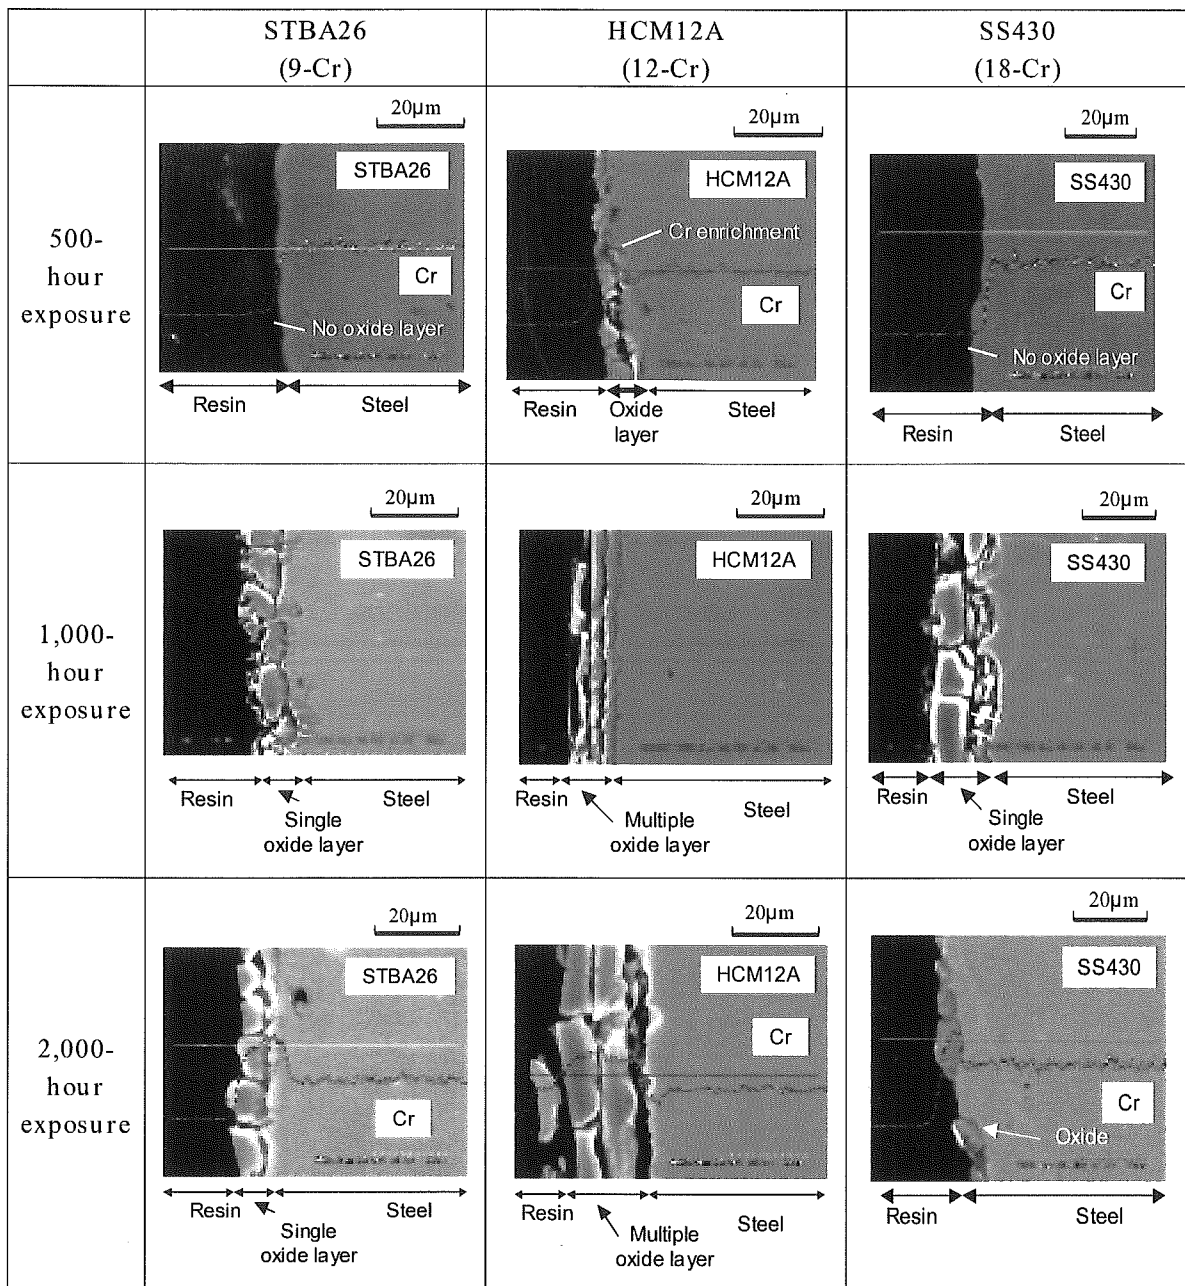 STBA26
(9-Cr)
HCM12A
(12-Cr)
SS430
(18-Cr)
500-
hour
exposure
20µm
STBA26
Cr
No oxide layer
Resin
Steel
20µm
HCM12A
Cr enrichment
Cr
Resin
Oxide
layer
Steel
20µm
SS430
Cr
No oxide layer
Resin
Steel
1,000-
hour
exposure
20µm
STBA26
Resin
Steel
Single
oxide layer
20µm
HCM12A
Resin
Steel
Multiple
oxide layer
20µm
SS430
Resin
Steel
Single
oxide layer
2,000-
hour
exposure
20µm
STBA26
Cr
Resin
Steel
Single
oxide layer
20µm
HCM12A
Cr
Resin
Steel
Multiple
oxide layer
20µm
SS430
Cr
Oxide
Resin
Steel